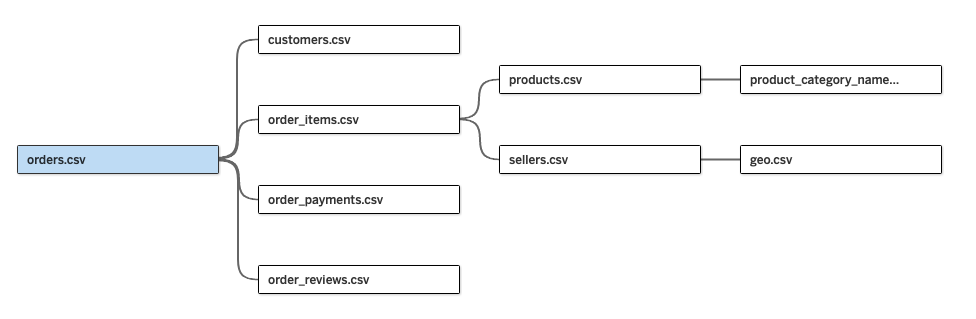 customers.csv
products.csv
product_category_name...
order_items.csv
orders.csv
sellers.csv
geo.csv
order_payments.csv
order_reviews.csv